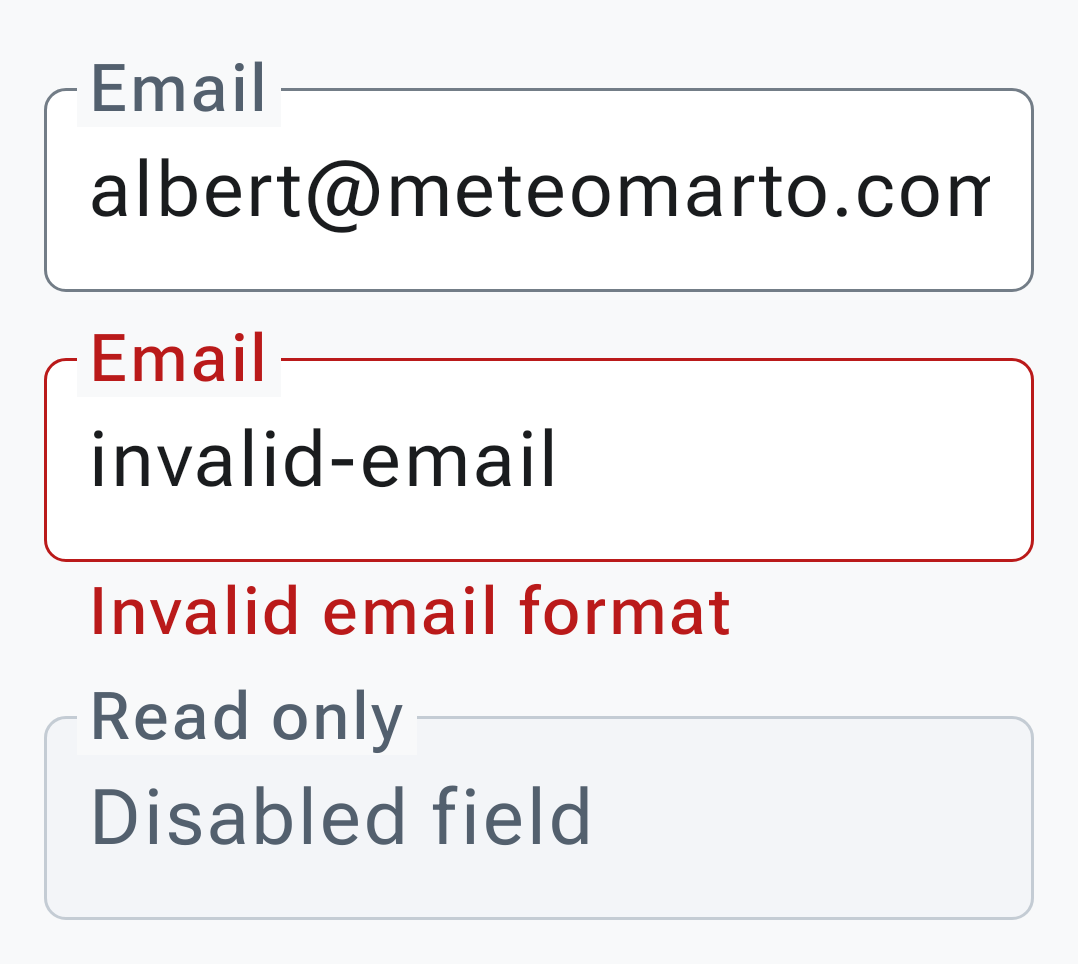 Email
albert@meteomarto.com
Email
invalid-email
Invalid email format
Read only
Disabled field